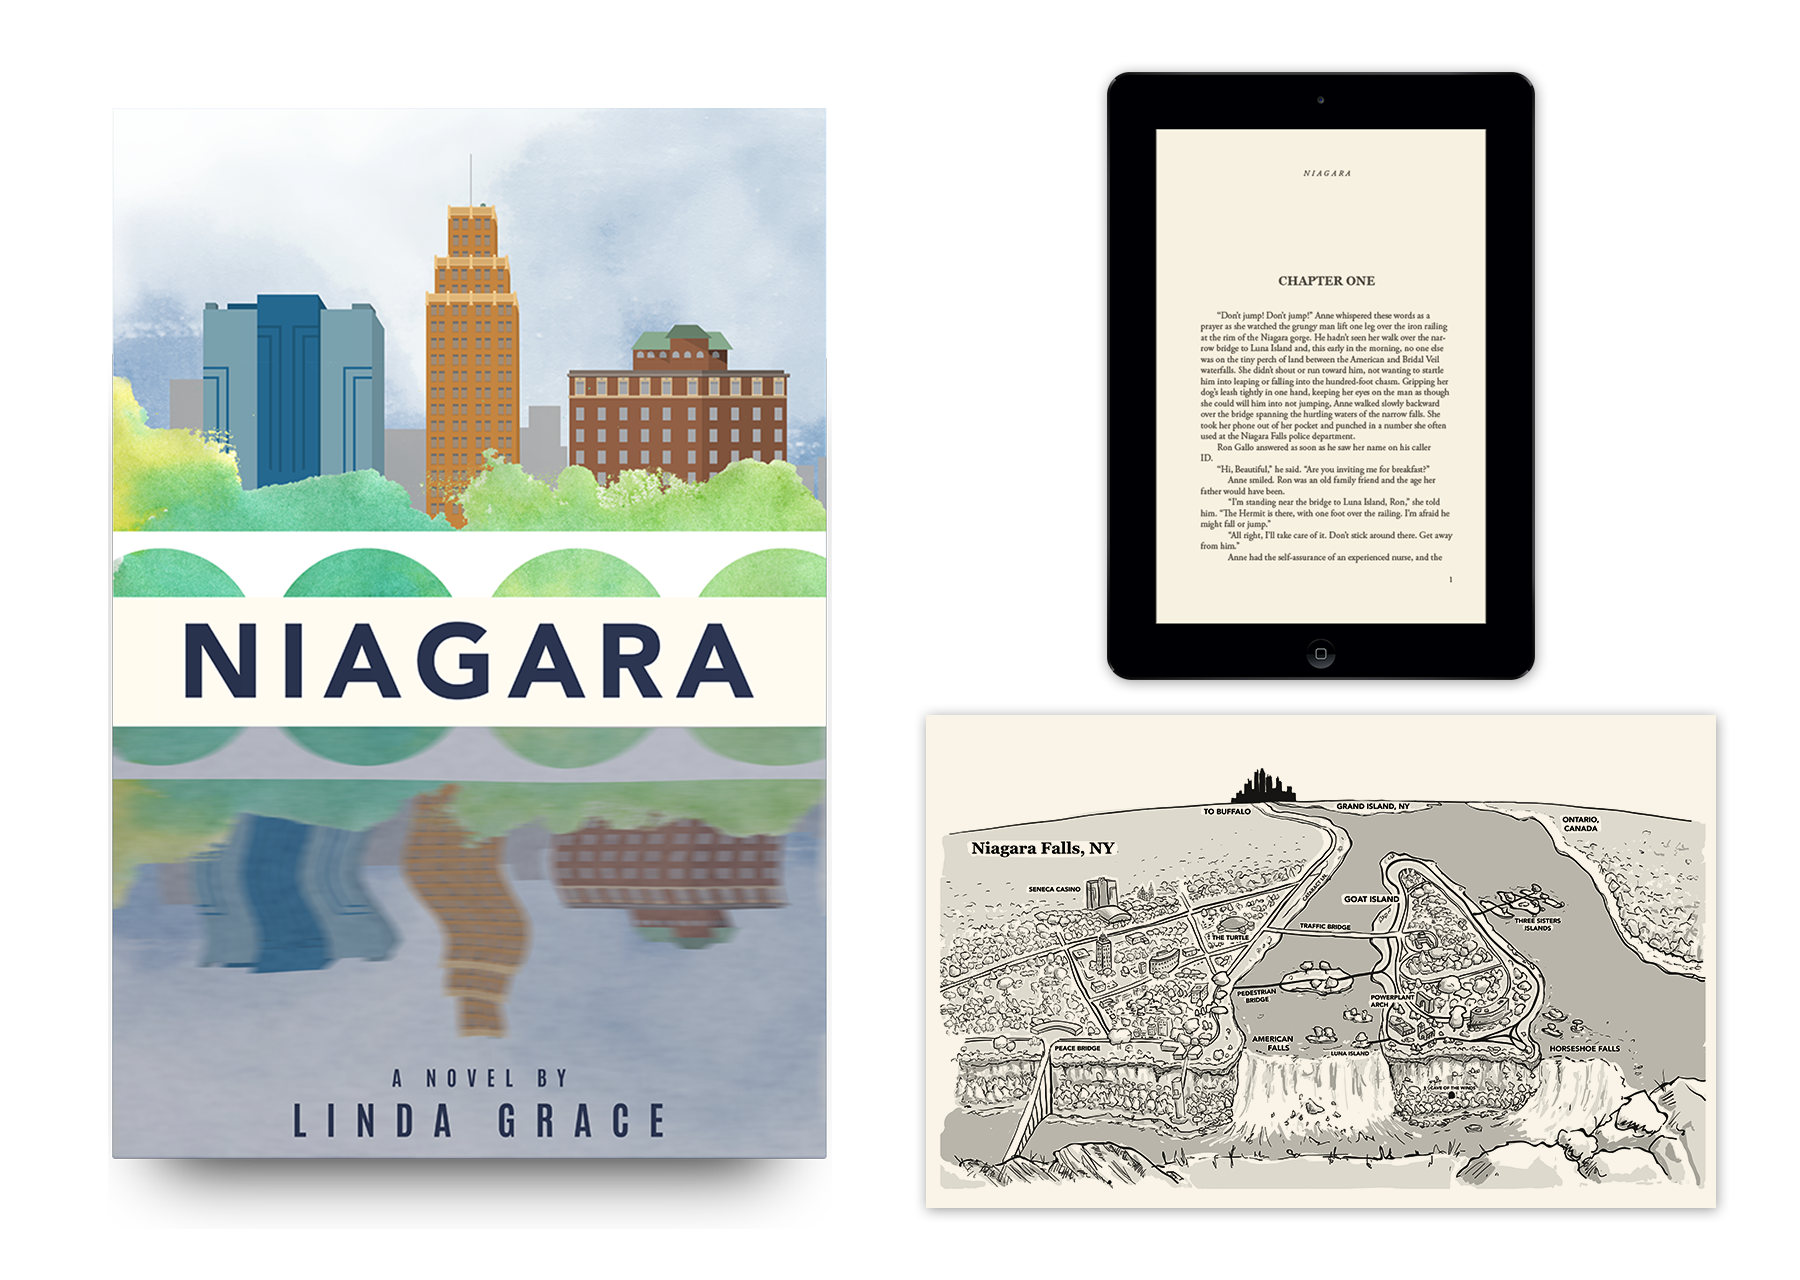 NIAGARA
A NOVEL BY
LINDA GRACE
NIAGARA
CHAPTER ONE
“Don’t jump! Don’t jump!” Anne whispered these words as a
prayer as she watched the grungy man lift one leg over the iron railing
at the rim of the Niagara gorge. He hadn’t seen her walk over the nar-
row bridge to Luna Island and, this early in the morning, no one else
was on the tiny perch of land between the American and Bridal Veil
waterfalls. She didn’t shout or run toward him, not wanting to startle
him into leaping or falling into the hundred-foot chasm. Gripping her
dog’s leash tightly in one hand, keeping her eyes on the man as though
she could will him into not jumping, Anne walked slowly backward
over the bridge spanning the hurtling waters of the narrow falls. She
took her phone out of her pocket and punched in a number she often
used at the Niagara Falls police department.
Ron Gallo answered as soon as he saw her name on his caller
ID.
“Hi, Beautiful,” he said. “Are you inviting me for breakfast?”
Anne smiled. Ron was an old family friend and the age her
father would have been.
“I’m standing near the bridge to Luna Island, Ron,” she told
him. “The Hermit is there, with one foot over the railing. I’m afraid he
might fall or jump.”
“All right, I’ll take care of it. Don’t stick around there. Get away
from him.”
Anne had the self-assurance of an experienced nurse, and the
1
TO BUFFALO
GRAND ISLAND, NY
ONTARIO,
CANADA
Niagara Falls, NY
SENECA CASINO
GOAT ISLAND
THREE SISTERS
ISLANDS
TRAFFIC BRIDGE
THE TURTLE
PEDESTRIAN
BRIDGE
POWERPLANT
ARCH
AMERICAN
FALLS
PEACE BRIDGE
LUNA ISLAND
HORSESHOE FALLS
CAVE OF THE WINDS